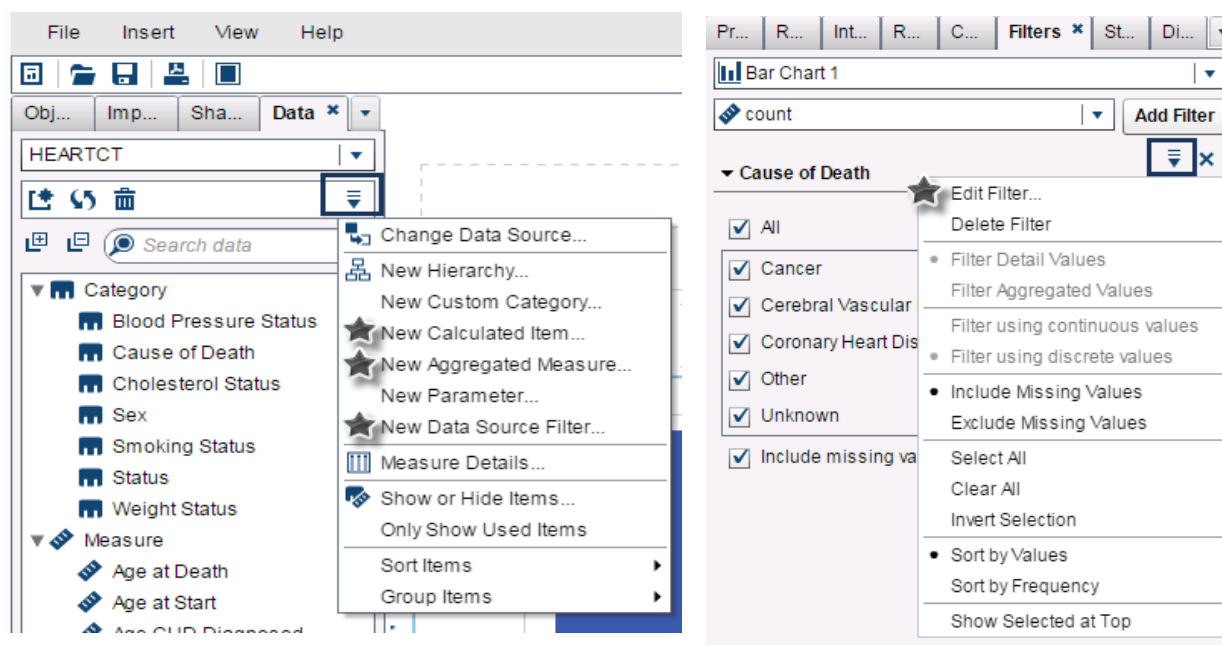 File Insert View Help
Obj... Imp... Sha... Data
HEARTCT
Search data
Category
Blood Pressure Status
Cause of Death
Cholesterol Status
Sex
Smoking Status
Status
Weight Status
Measure
Age at Death
Age at Start
Change Data Source...
New Hierarchy...
New Custom Category...
New Calculated Item...
New Aggregated Measure...
New Parameter...
New Data Source Filter...
Measure Details...
Show or Hide Items...
Only Show Used Items
Sort Items
Group Items
Pr... R... Int... R... C... Filters St... Di...
Bar Chart 1
count Add Filter
Cause of Death
All
Cancer
Cerebral Vascular
Coronary Heart Dis
Other
Unknown
Include missing va
Edit Filter...
Delete Filter
Filter Detail Values
Filter Aggregated Values
Filter using continuous values
Filter using discrete values
Include Missing Values
Exclude Missing Values
Select All
Clear All
Invert Selection
Sort by Values
Sort by Frequency
Show Selected at Top